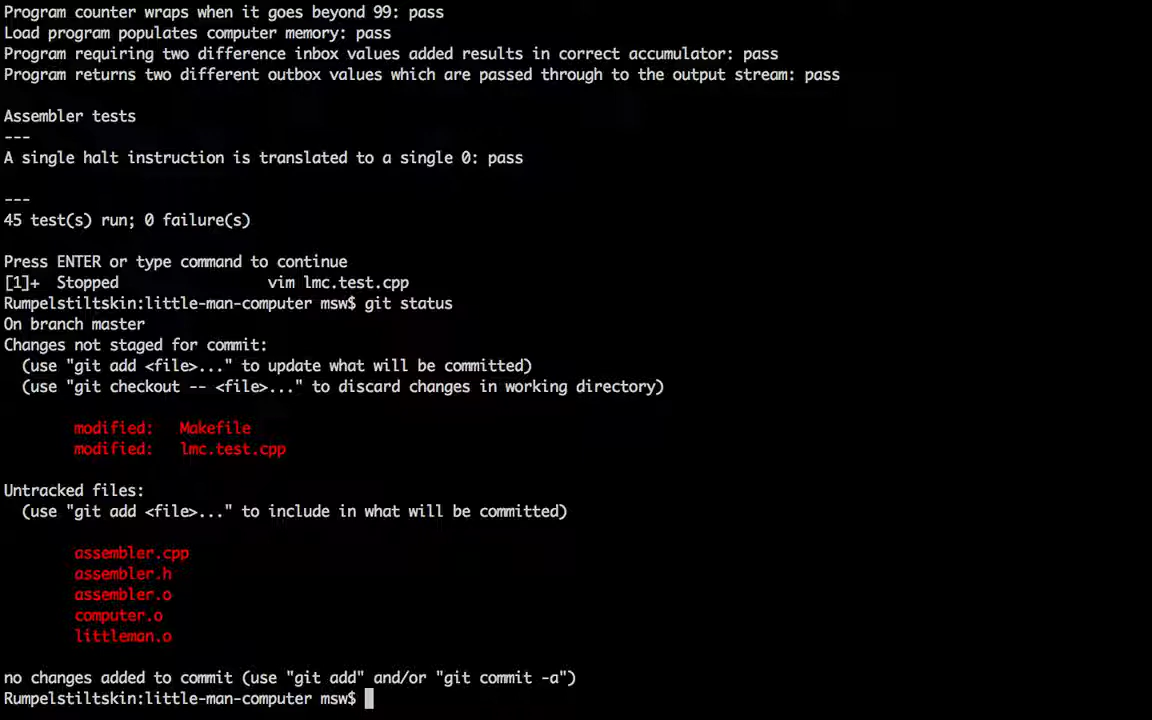 Program counter wraps when it goes beyond 99: pass
Load program populates computer memory: pass
Program requiring two difference inbox values added results in correct accumulator: pass
Program returns two different outbox values which are passed through to the output stream: pass
Assembler tests
---
A single halt instruction is translated to a single 0: pass
---
45 test(s) run; 0 failure(s)
Press ENTER or type command to continue
[1]+  Stopped                 vim lmc.test.cpp
Rumpelstiltskin:little-man-computer msw$ git status
On branch master
Changes not staged for commit:
  (use "git add <file>..." to update what will be committed)
  (use "git checkout -- <file>..." to discard changes in working directory)
        modified:   Makefile
        modified:   lmc.test.cpp
Untracked files:
  (use "git add <file>..." to include in what will be committed)
        assembler.cpp
        assembler.h
        assembler.o
        computer.o
        littleman.o
no changes added to commit (use "git add" and/or "git commit -a")
Rumpelstiltskin:little-man-computer msw$